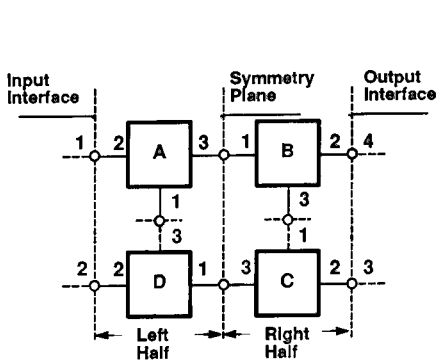 Input
Interface
Symmetry
Plane
Output
Interface
1 2 A 3 1 B 2 4
1 3
3 1
2 2 D 1 3 C 2 3
Left
Half
Right
Half